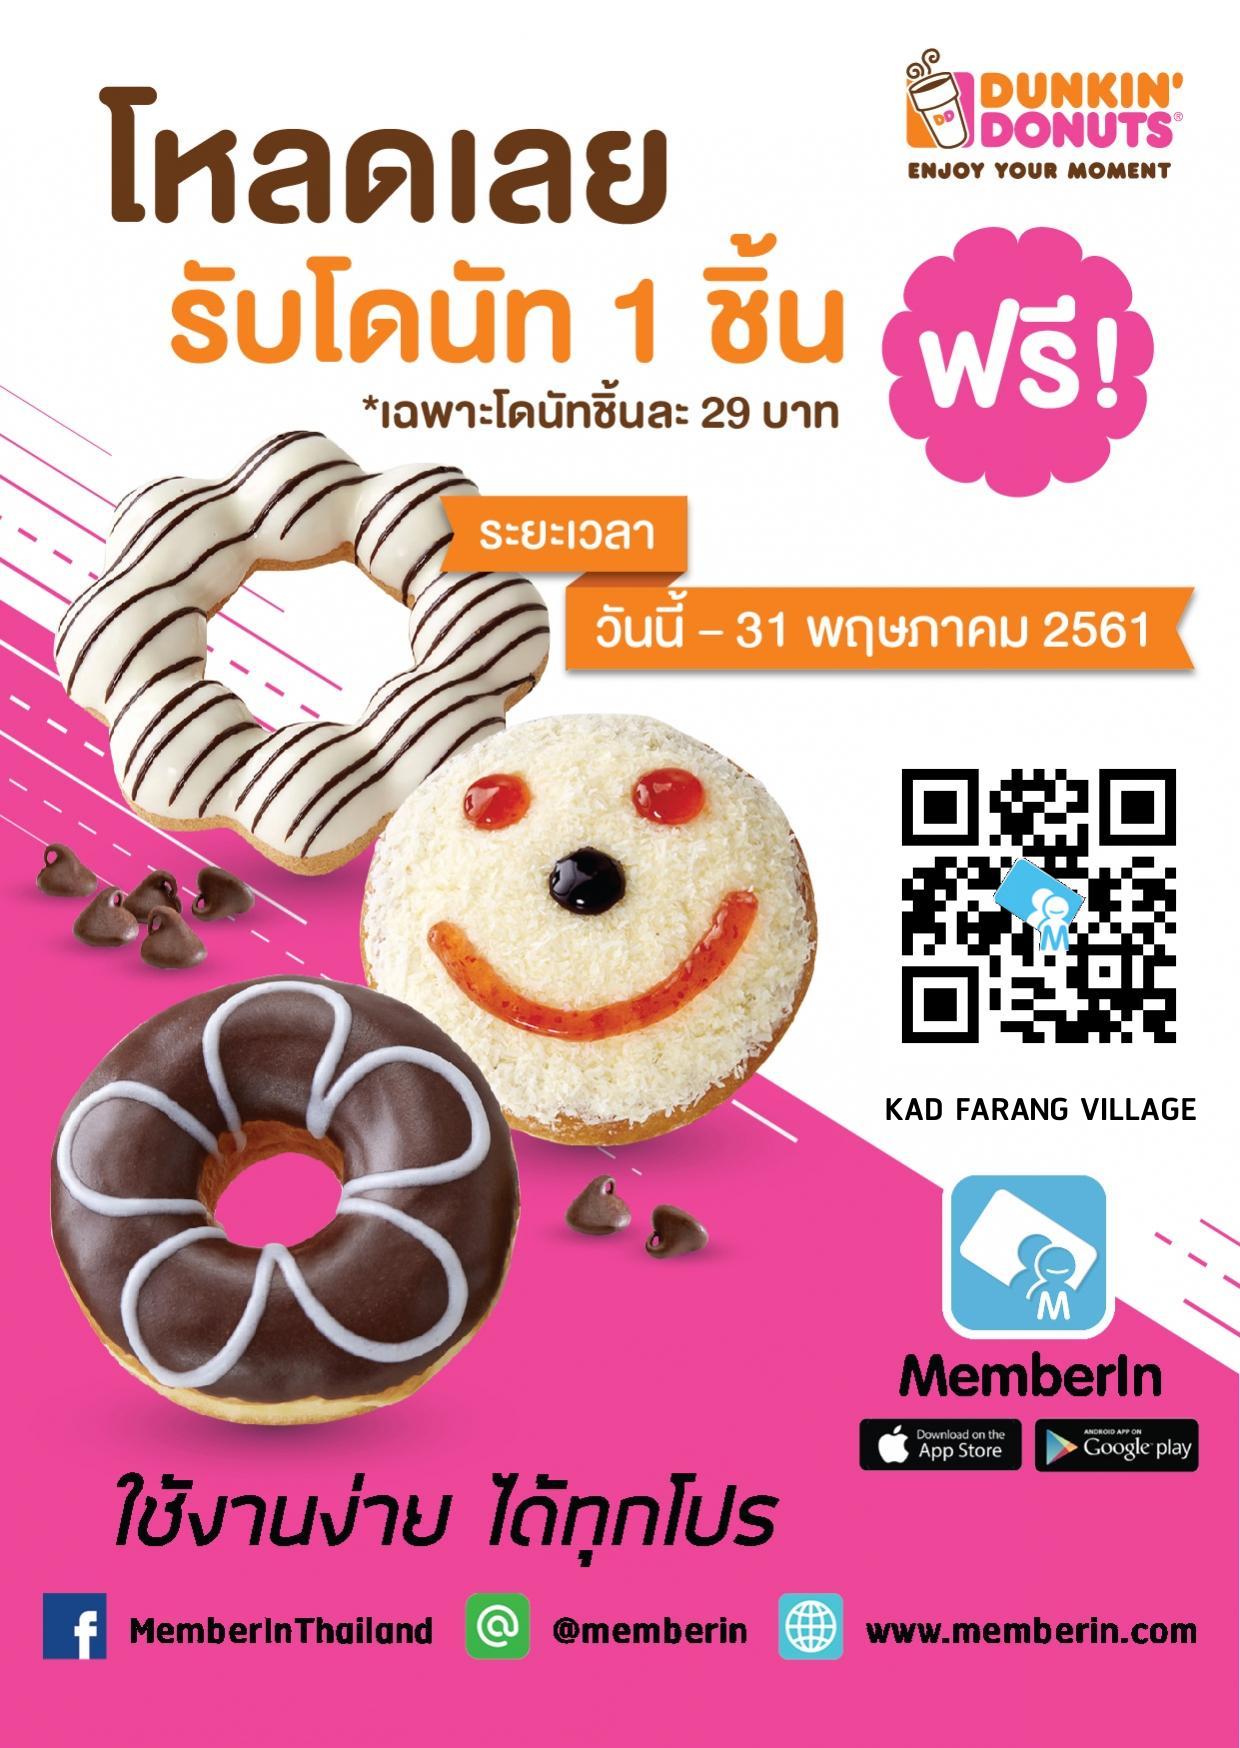 DUNKIN'
DONUTS®
ENJOY YOUR MOMENT
DD
โหลดเลย
รับโดนัท 1 ชิ้น
ฟรี!
*เฉพาะโดนัทชิ้นละ 29 บาท
ระยะเวลา
วันนี้ – 31 พฤษภาคม 2561
M
KAD FARANG VILLAGE
M
MemberIn
Download on the
App Store
ANDROID APP ON
Google play
ใช้งานง่าย ได้ทุกโปร
f MemberInThailand @ @memberin www.memberin.com